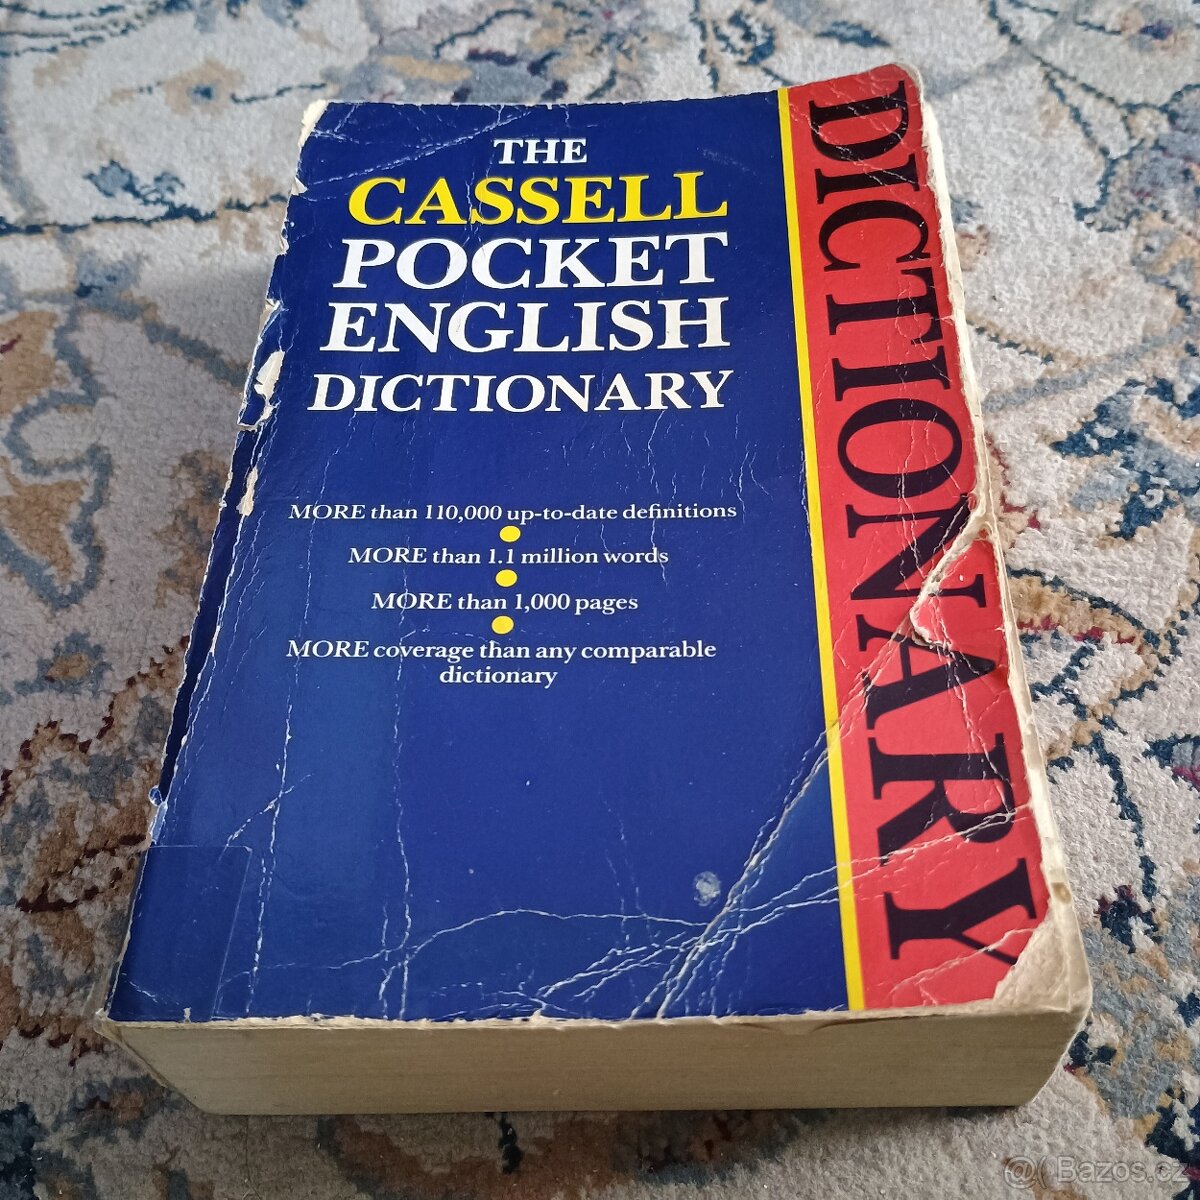 THE
CASSELL
POCKET
ENGLISH
DICTIONARY
MORE than 110,000 up-to-date definitions
MORE than 1.1 million words
MORE than 1,000 pages
MORE coverage than any comparable
dictionary
DICTIONARY
@ Bazos.cz